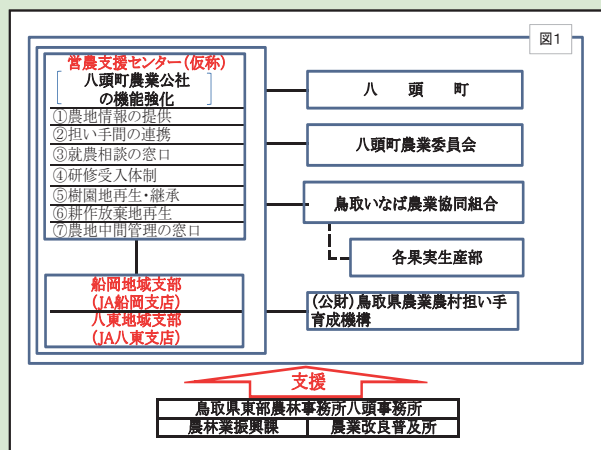 図1
営農支援センター(仮称)
八頭町農業公社
の機能強化
①農地情報の提供
②担い手間の連携
③就農相談の窓口
④研修受入体制
⑤樹園地再生・継承
⑥耕作放棄地再生
⑦農地中間管理の窓口
船岡地域支部
(JA船岡支店)
八東地域支部
(JA八東支店)
八 頭 町
八頭町農業委員会
鳥取いなば農業協同組合
各果実生産部
(公財)鳥取県農業農村担い手
育成機構
支援
鳥取県東部農林事務所八頭事務所
農林業振興課
農業改良普及所